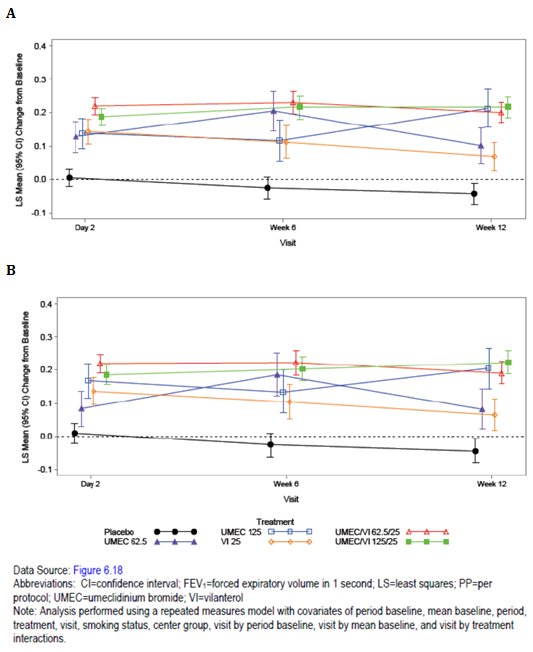 A
LS Mean (95% CI) Change from Baseline
0.4
0.3
0.2
0.1
0.0
-0.1
Day 2
Week 6
Week 12
Visit
B
LS Mean (95% CI) Change from Baseline
0.4
0.3
0.2
0.1
0.0
-0.1
Day 2
Week 6
Week 12
Visit
Treatment
Placebo
UMEC 125
UMEC/VI 62.5/25
UMEC 62.5
VI 25
UMEC/VI 125/25
Data Source: Figure 6.18
Abbreviations: CI=confidence interval; FEV₁=forced expiratory volume in 1 second; LS=least squares; PP=per
protocol; UMEC=umeclidinium bromide; VI=vilanterol
Note: Analysis performed using a repeated measures model with covariates of period baseline, mean baseline, period,
treatment, visit, smoking status, center group, visit by period baseline, visit by mean baseline, and visit by treatment
interactions.